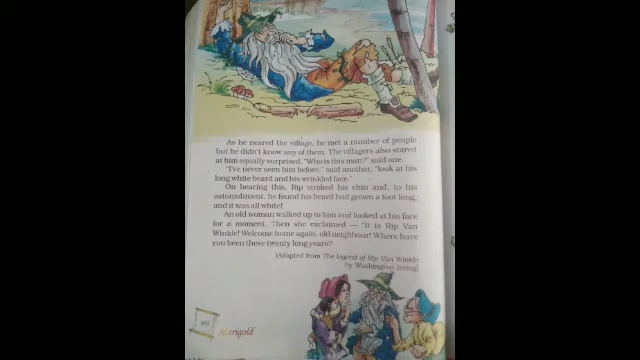 As he neared the village, he met a number of people
but he didn't know any of them. The villagers also stared
at him equally surprised. "Who is this man?" said one.
"I've never seen him before," said another, "look at his
long white beard and his wrinkled face."
On hearing this, Rip stroked his chin and, to his
astonishment, he found his beard had grown a foot long,
and it was all white!
An old woman walked up to him and looked at his face
for a moment. Then she exclaimed — "It is Rip Van
Winkle! Welcome home again, old neighbour! Where have
you been these twenty long years?
(Adapted from The legend of Rip Van Winkle
by Washington Irving)
Marigold